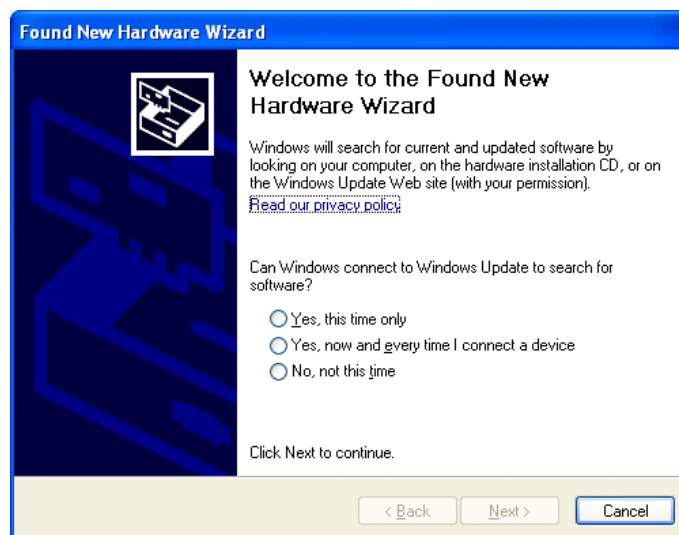 Found New Hardware Wizard
Welcome to the Found New
Hardware Wizard
Windows will search for current and updated software by
looking on your computer, on the hardware installation CD, or on
the Windows Update Web site (with your permission).
Read our privacy policy
Can Windows connect to Windows Update to search for
software?
Yes, this time only
Yes, now and every time I connect a device
No, not this time
Click Next to continue.
< Back
Next >
Cancel